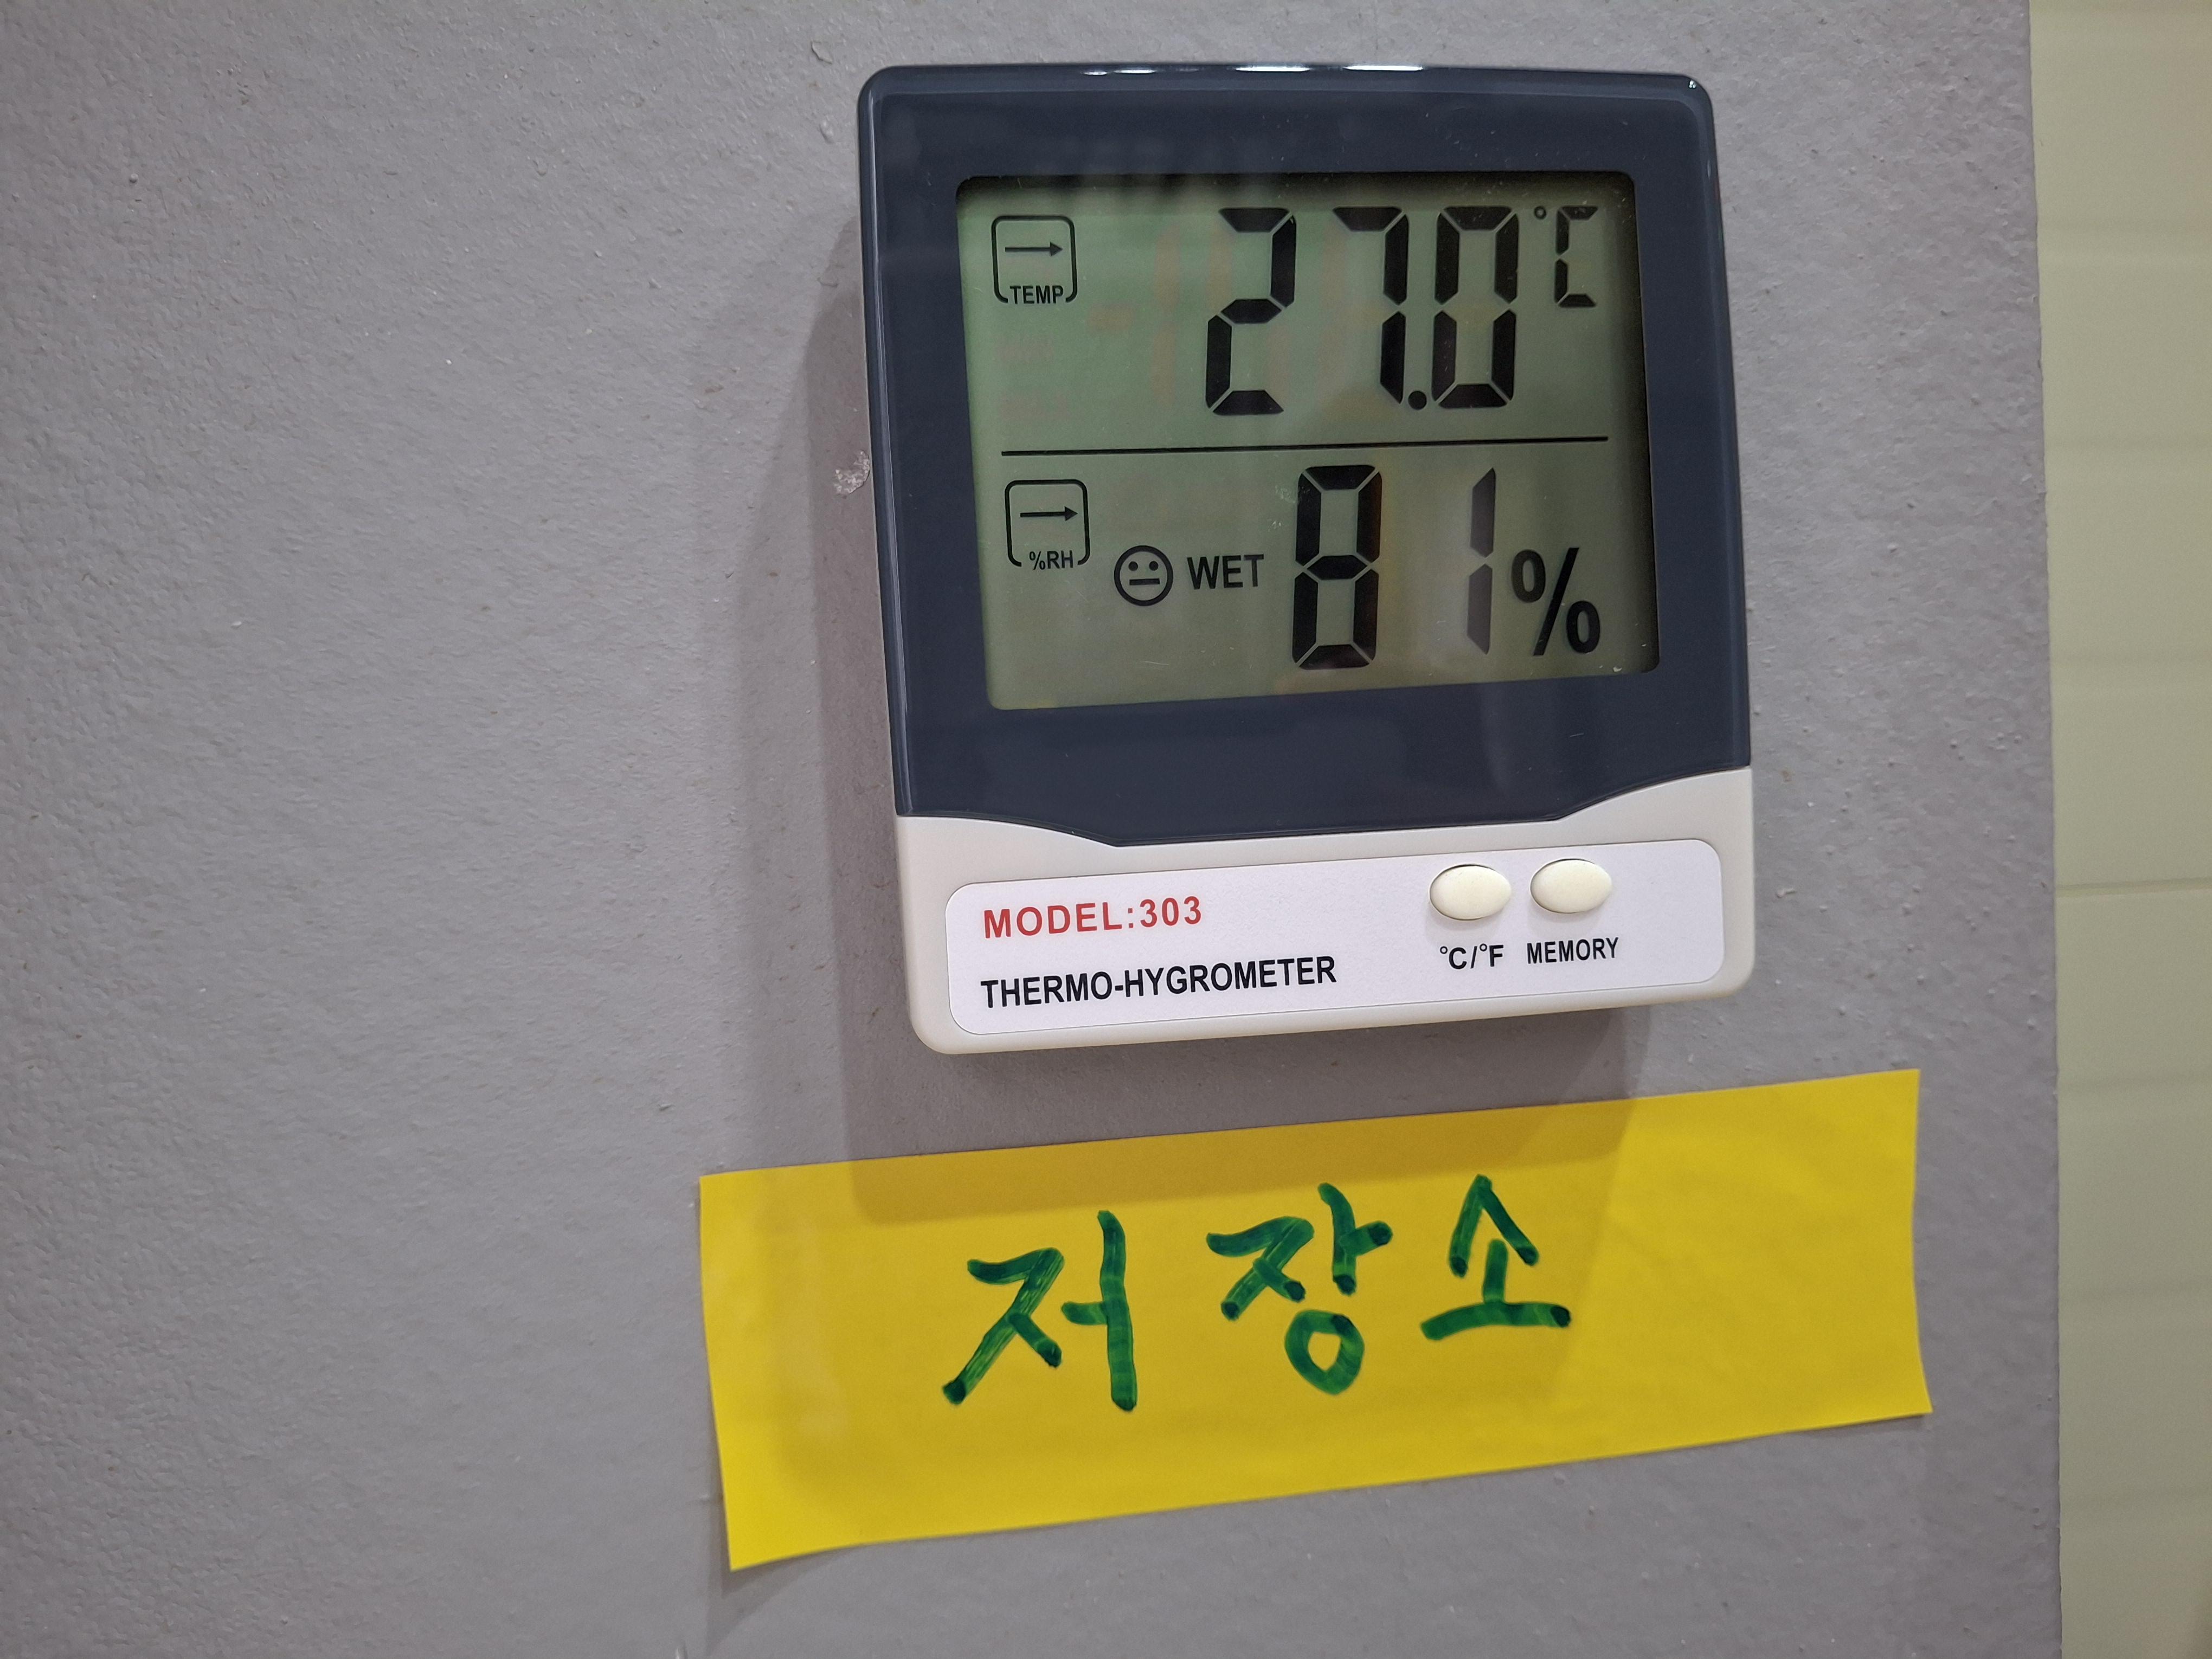 TEMP 27.0 °C
%RH WET 81%
MODEL:303
THERMO-HYGROMETER °C/°F MEMORY
저장소